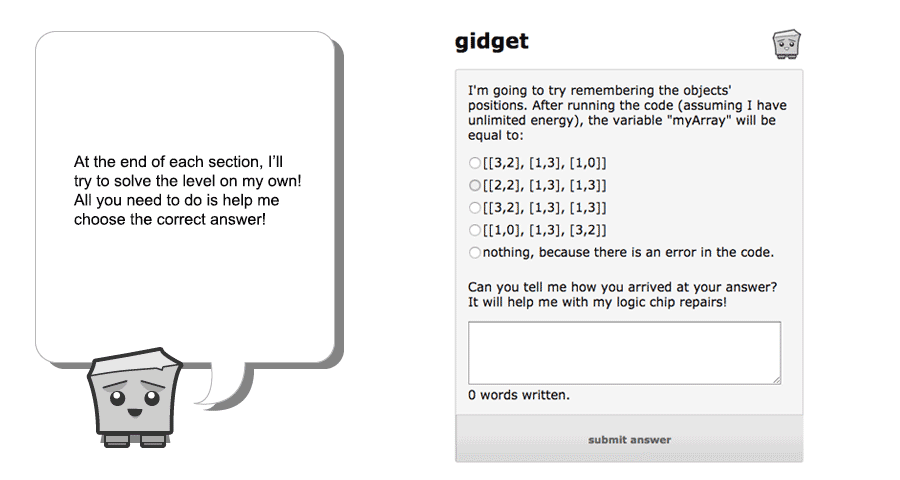 At the end of each section, I'll
try to solve the level on my own!
All you need to do is help me
choose the correct answer!
gidget
I'm going to try remembering the objects'
positions. After running the code (assuming I have
unlimited energy), the variable "myArray" will be
equal to:
[[3,2], [1,3], [1,0]]
[[2,2], [1,3], [1,3]]
[[3,2], [1,3], [1,3]]
[[1,0], [1,3], [3,2]]
nothing, because there is an error in the code.
Can you tell me how you arrived at your answer?
It will help me with my logic chip repairs!
0 words written.
submit answer